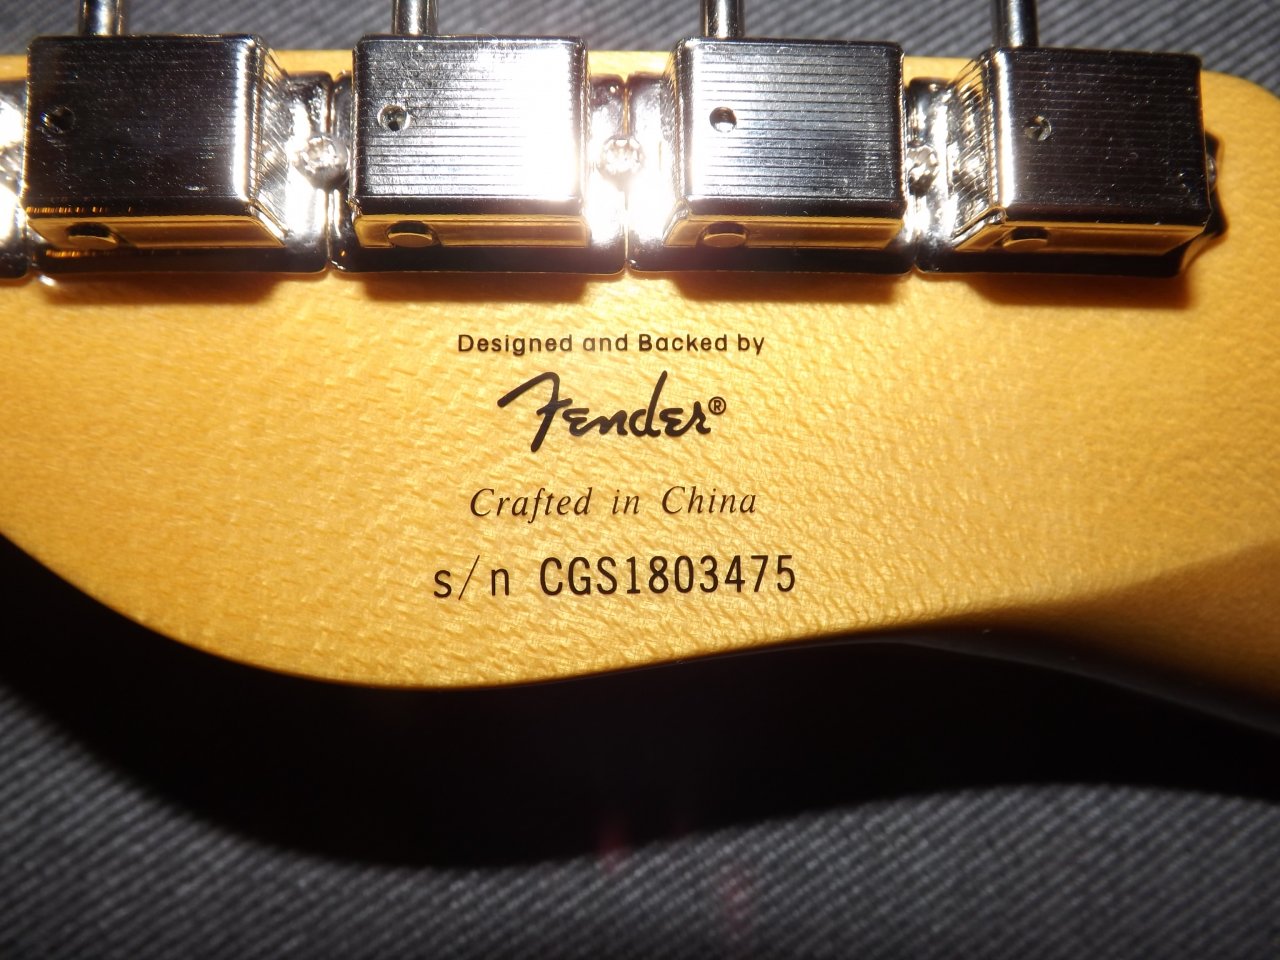 Designed and Backed by
Fender®
Crafted in China
s/n CGS1803475